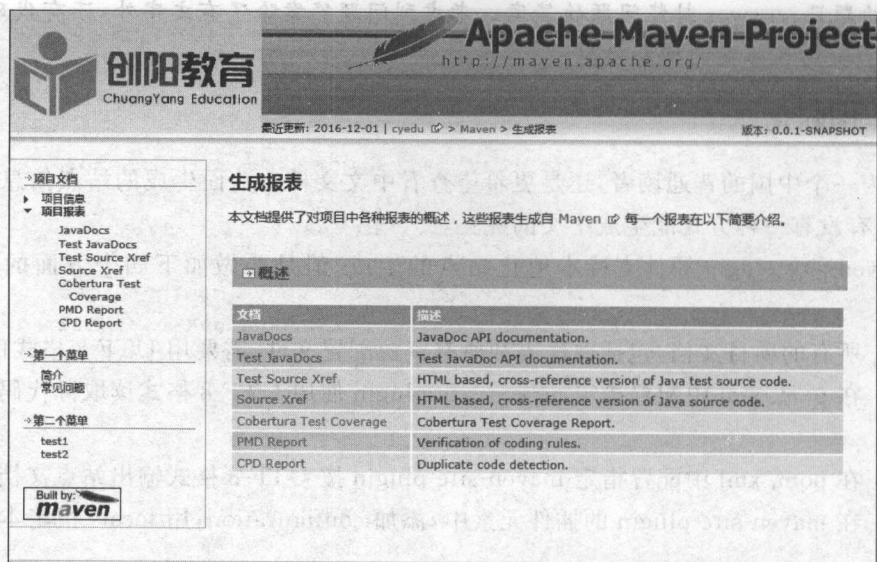 创阳教育
ChuangYang Education
Apache Maven Project
http://maven.apache.org/
最近更新: 2016-12-01 | cyedu > Maven > 生成报表
版本: 0.0.1-SNAPSHOT
项目文档
项目信息
项目报表
JavaDocs
Test JavaDocs
Test Source Xref
Source Xref
Cobertura Test
Coverage
PMD Report
CPD Report
第一个菜单
简介
常见问题
第二个菜单
test1
test2
Built by:
maven
生成报表
本文档提供了对项目中各种报表的概述，这些报表生成自 Maven 每一个报表在以下简要介绍。
概述
文档 描述
JavaDocs JavaDoc API documentation.
Test JavaDocs Test JavaDoc API documentation.
Test Source Xref HTML based, cross-reference version of Java test source code.
Source Xref HTML based, cross-reference version of Java source code.
Cobertura Test Coverage Cobertura Test Coverage Report.
PMD Report Verification of coding rules.
CPD Report Duplicate code detection.